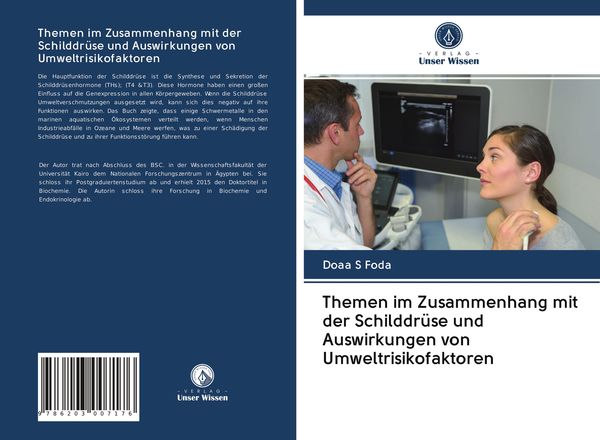 Themen im Zusammenhang mit der
Schilddrüse und Auswirkungen von
Umweltrisikofaktoren
Die Hauptfunktion der Schilddrüse ist die Synthese und Sekretion der
Schilddrüsenhormone (THs); (T4 &T3). Diese Hormone haben einen großen
Einfluss auf die Genexpression in allen Körpergeweben. Wenn die Schilddrüse
Umweltverschmutzungen ausgesetzt wird, kann sich dies negativ auf ihre
Funktionen auswirken. Das Buch zeigte, dass einige Schwermetalle in den
marinen aquatischen Ökosystemen verteilt werden, wenn Menschen
Industrieabfälle in Ozeane und Meere werfen, was zu einer Schädigung der
Schilddrüse und zu ihrer Funktionsstörung führen kann.
Der Autor trat nach Abschluss des BSC. in der Wissenschaftsfakultät der
Universität Kairo dem Nationalen Forschungszentrum in Ägypten bei. Sie
schloss ihr Postgraduiertenstudium ab und erhielt 2015 den Doktortitel in
Biochemie. Die Autorin schloss ihre Forschung in Biochemie und
Endokrinologie ab.
9 786203 007176
- VERLAG -
Unser Wissen
- VERLAG -
Unser Wissen
Doaa S Foda
Themen im Zusammenhang mit
der Schilddrüse und
Auswirkungen von
Umweltrisikofaktoren